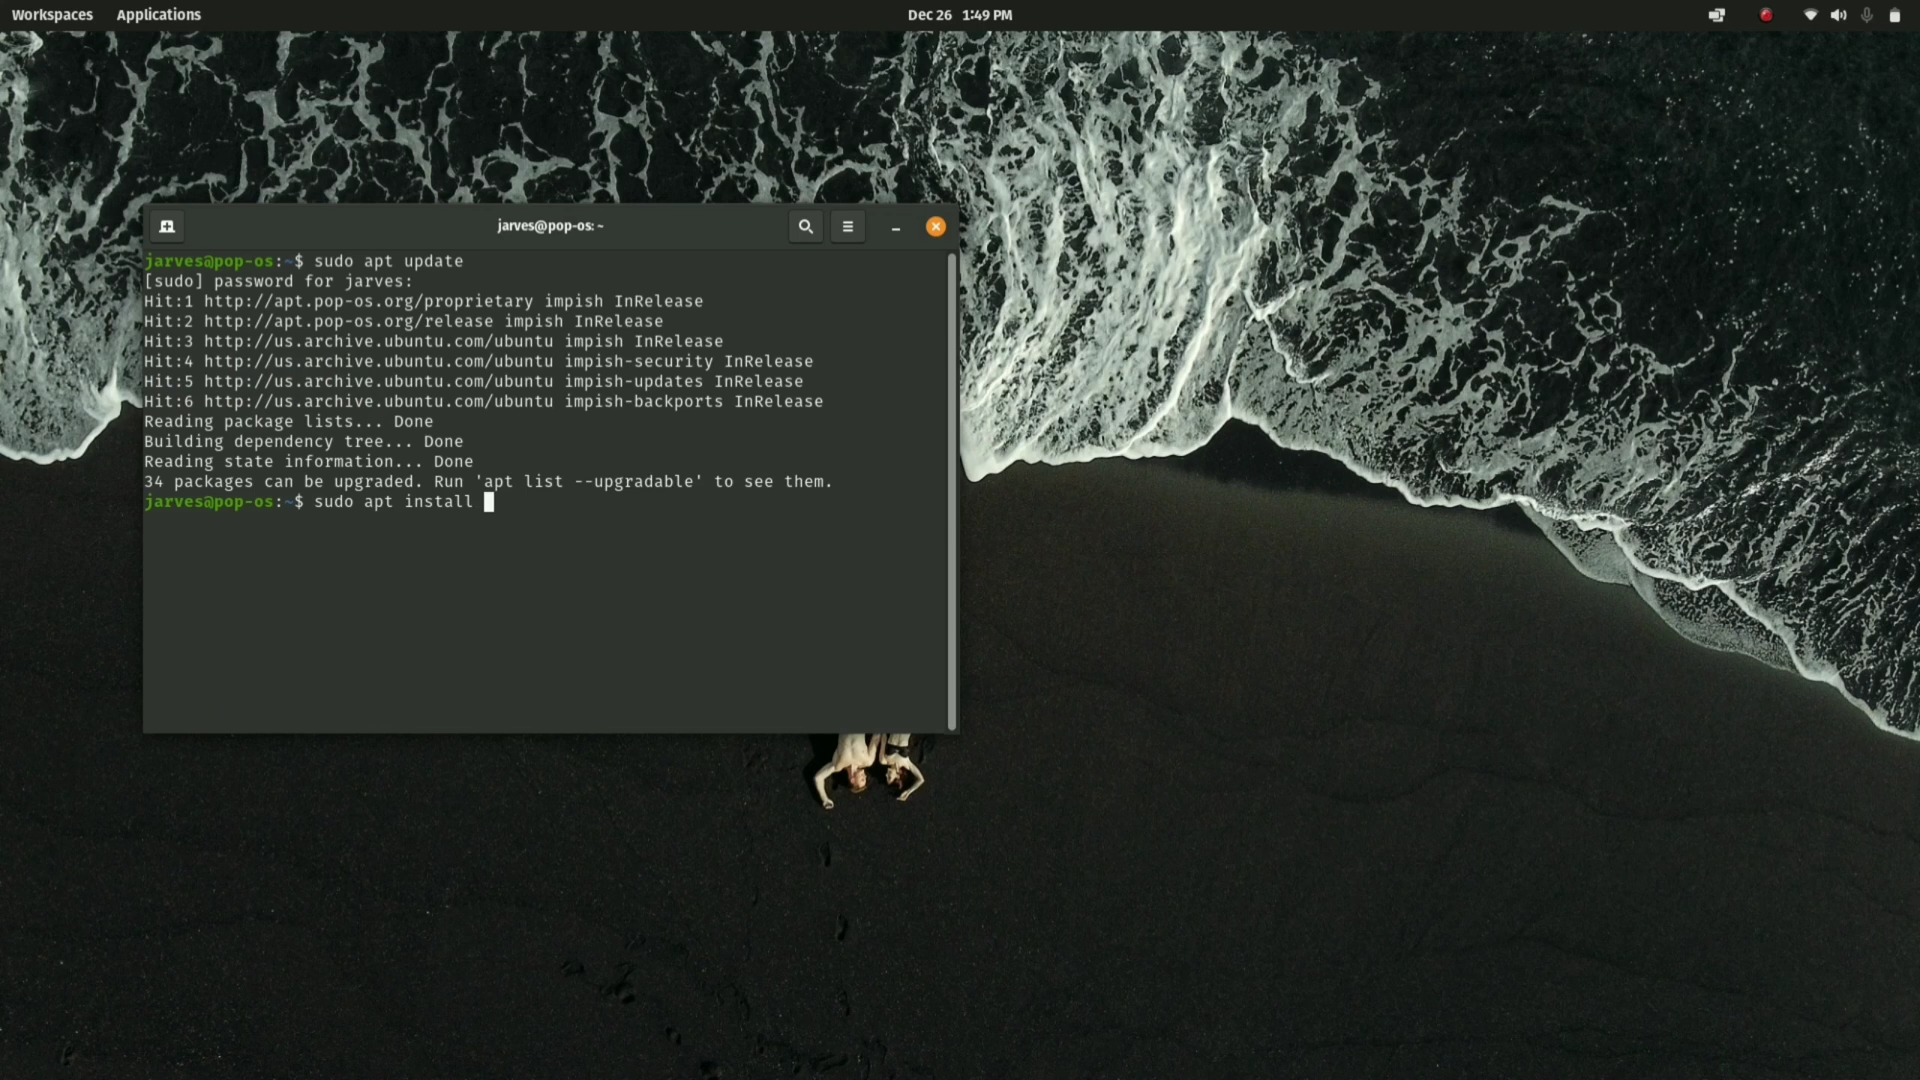 Workspaces Applications Dec 26 1:49 PM
jarves@pop-os: ~
jarves@pop-os:~$ sudo apt update
[sudo] password for jarves:
Hit:1 http://apt.pop-os.org/proprietary impish InRelease
Hit:2 http://apt.pop-os.org/release impish InRelease
Hit:3 http://us.archive.ubuntu.com/ubuntu impish InRelease
Hit:4 http://us.archive.ubuntu.com/ubuntu impish-security InRelease
Hit:5 http://us.archive.ubuntu.com/ubuntu impish-updates InRelease
Hit:6 http://us.archive.ubuntu.com/ubuntu impish-backports InRelease
Reading package lists... Done
Building dependency tree... Done
Reading state information... Done
34 packages can be upgraded. Run 'apt list --upgradable' to see them.
jarves@pop-os:~$ sudo apt install